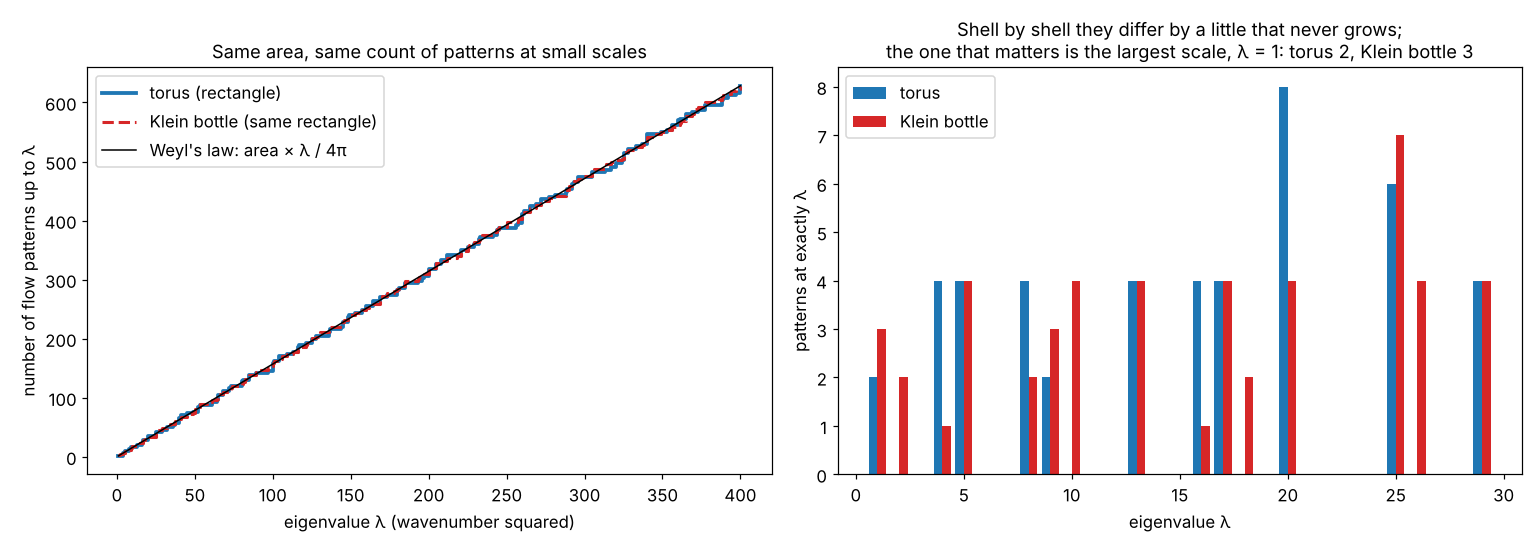 Same area, same count of patterns at small scales
torus (rectangle)
Klein bottle (same rectangle)
Weyl's law: area × λ / 4π
number of flow patterns up to λ
600
500
400
300
200
100
0
0 50 100 150 200 250 300 350 400
eigenvalue λ (wavenumber squared)
Shell by shell they differ by a little that never grows;
the one that matters is the largest scale, λ = 1: torus 2, Klein bottle 3
torus
Klein bottle
patterns at exactly λ
8
7
6
5
4
3
2
1
0
0 5 10 15 20 25 30
eigenvalue λ